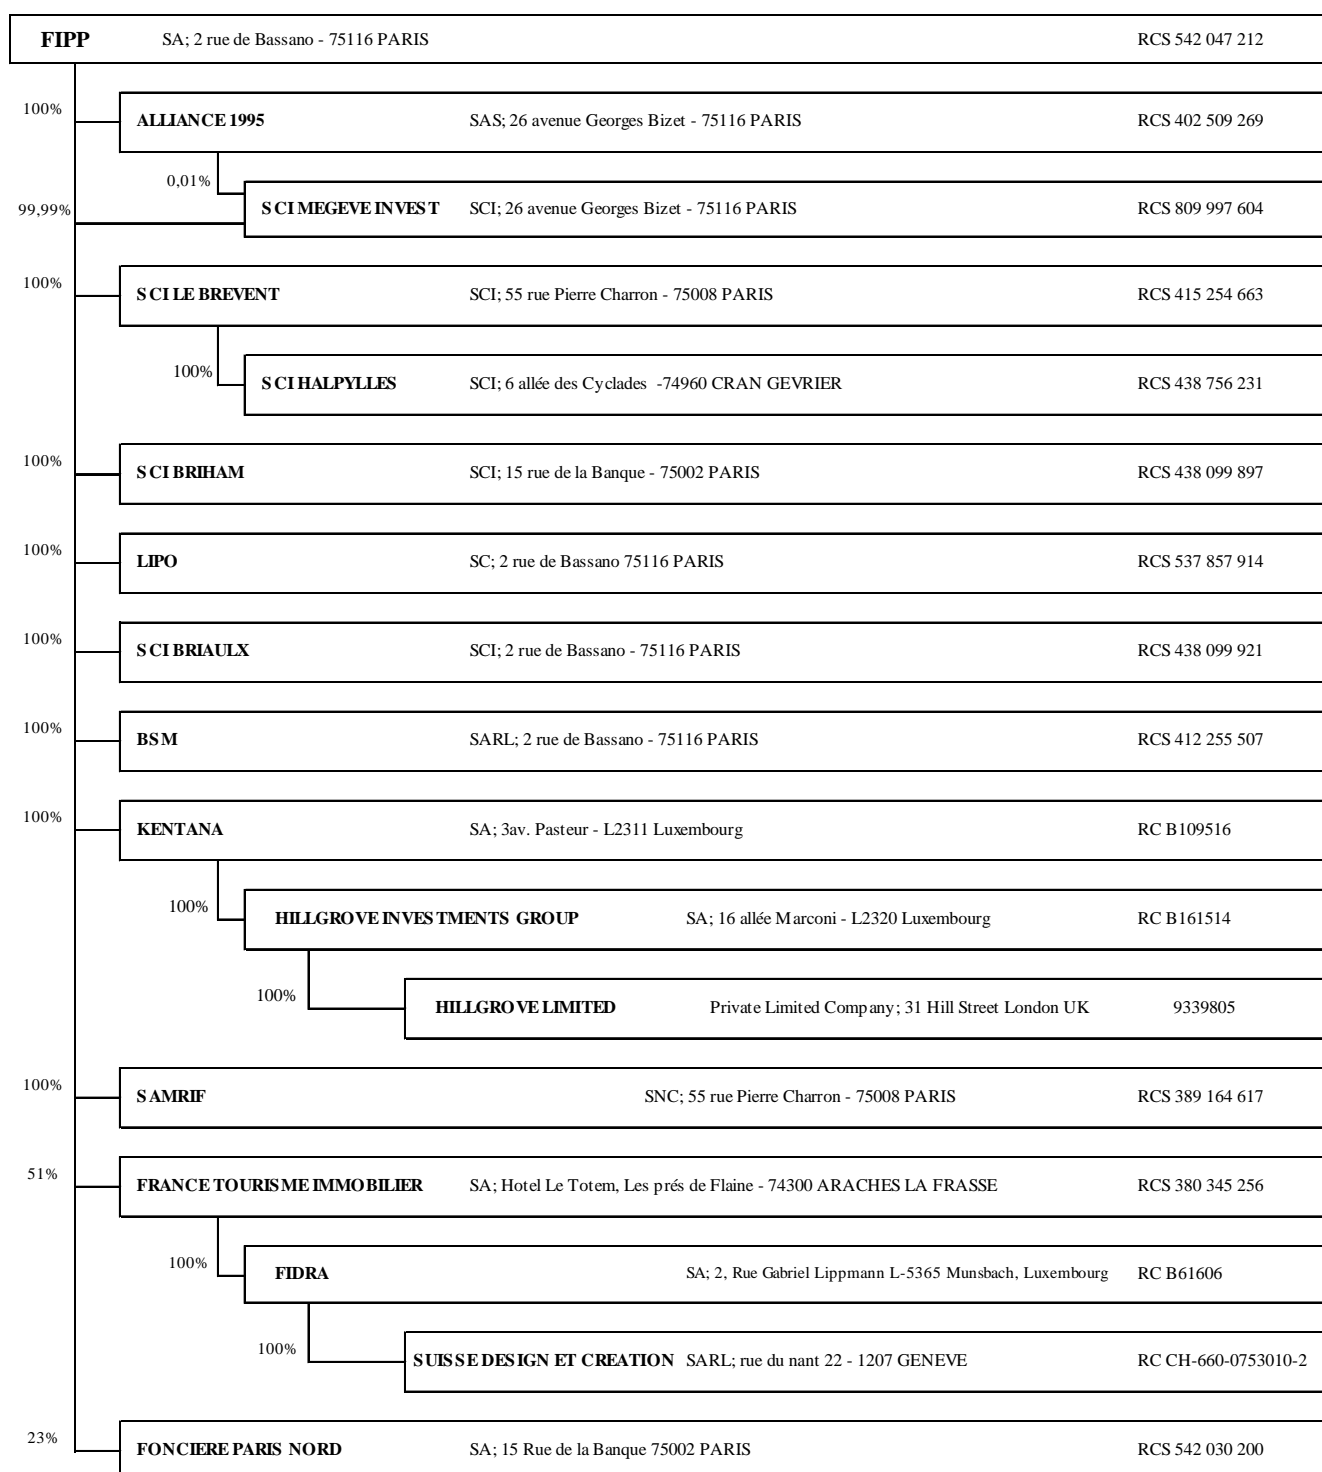 FIPP SA; 2 rue de Bassano - 75116 PARIS RCS 542 047 212
100% ALLIANCE 1995 SAS; 26 avenue Georges Bizet - 75116 PARIS RCS 402 509 269
0,01%
99,99% SCI MEGEVE INVEST SCI; 26 avenue Georges Bizet - 75116 PARIS RCS 809 997 604
100% SCI LE BREVENT SCI; 55 rue Pierre Charron - 75008 PARIS RCS 415 254 663
100% SCI HALPYLLES SCI; 6 allée des Cyclades -74960 CRAN GEVRIER RCS 438 756 231
100% SCI BRIHAM SCI; 15 rue de la Banque - 75002 PARIS RCS 438 099 897
100% LIPO SC; 2 rue de Bassano 75116 PARIS RCS 537 857 914
100% SCI BRIAULX SCI; 2 rue de Bassano - 75116 PARIS RCS 438 099 921
100% BSM SARL; 2 rue de Bassano - 75116 PARIS RCS 412 255 507
100% KENTANA SA; 3av. Pasteur - L2311 Luxembourg RC B109516
100% HILLGROVE INVESTMENTS GROUP SA; 16 allée Marconi - L2320 Luxembourg RC B161514
100% HILLGROVE LIMITED Private Limited Company; 31 Hill Street London UK 9339805
100% SAMRIF SNC; 55 rue Pierre Charron - 75008 PARIS RCS 389 164 617
51% FRANCE TOURISME IMMOBILIER SA; Hotel Le Totem, Les prés de Flaine - 74300 ARACHES LA FRASSE RCS 380 345 256
100% FIDRA SA; 2, Rue Gabriel Lippmann L-5365 Munsbach, Luxembourg RC B61606
100% SUISSE DESIGN ET CREATION SARL; rue du nant 22 - 1207 GENEVE RC CH-660-0753010-2
23% FONCIERE PARIS NORD SA; 15 Rue de la Banque 75002 PARIS RCS 542 030 200